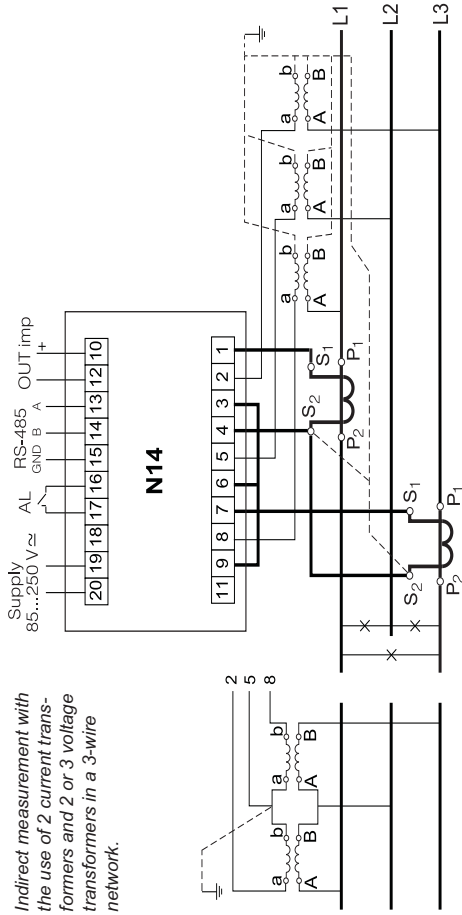 Indirect measurement with
the use of 2 current trans-
formers and 2 or 3 voltage
transformers in a 3-wire
network.
Supply
85...250 V ≃
AL
RS-485
GND B A
OUT imp
+
20 19 18 17 16 15 14 13 12 10
N14
11 9 8 7 6 5 4 3 2 1
2
5
8
a b a b
A B A B
a b a b a b
A B A B A B
S2 S1
P2 P1
S2 S1
P2 P1
L1
L2
L3